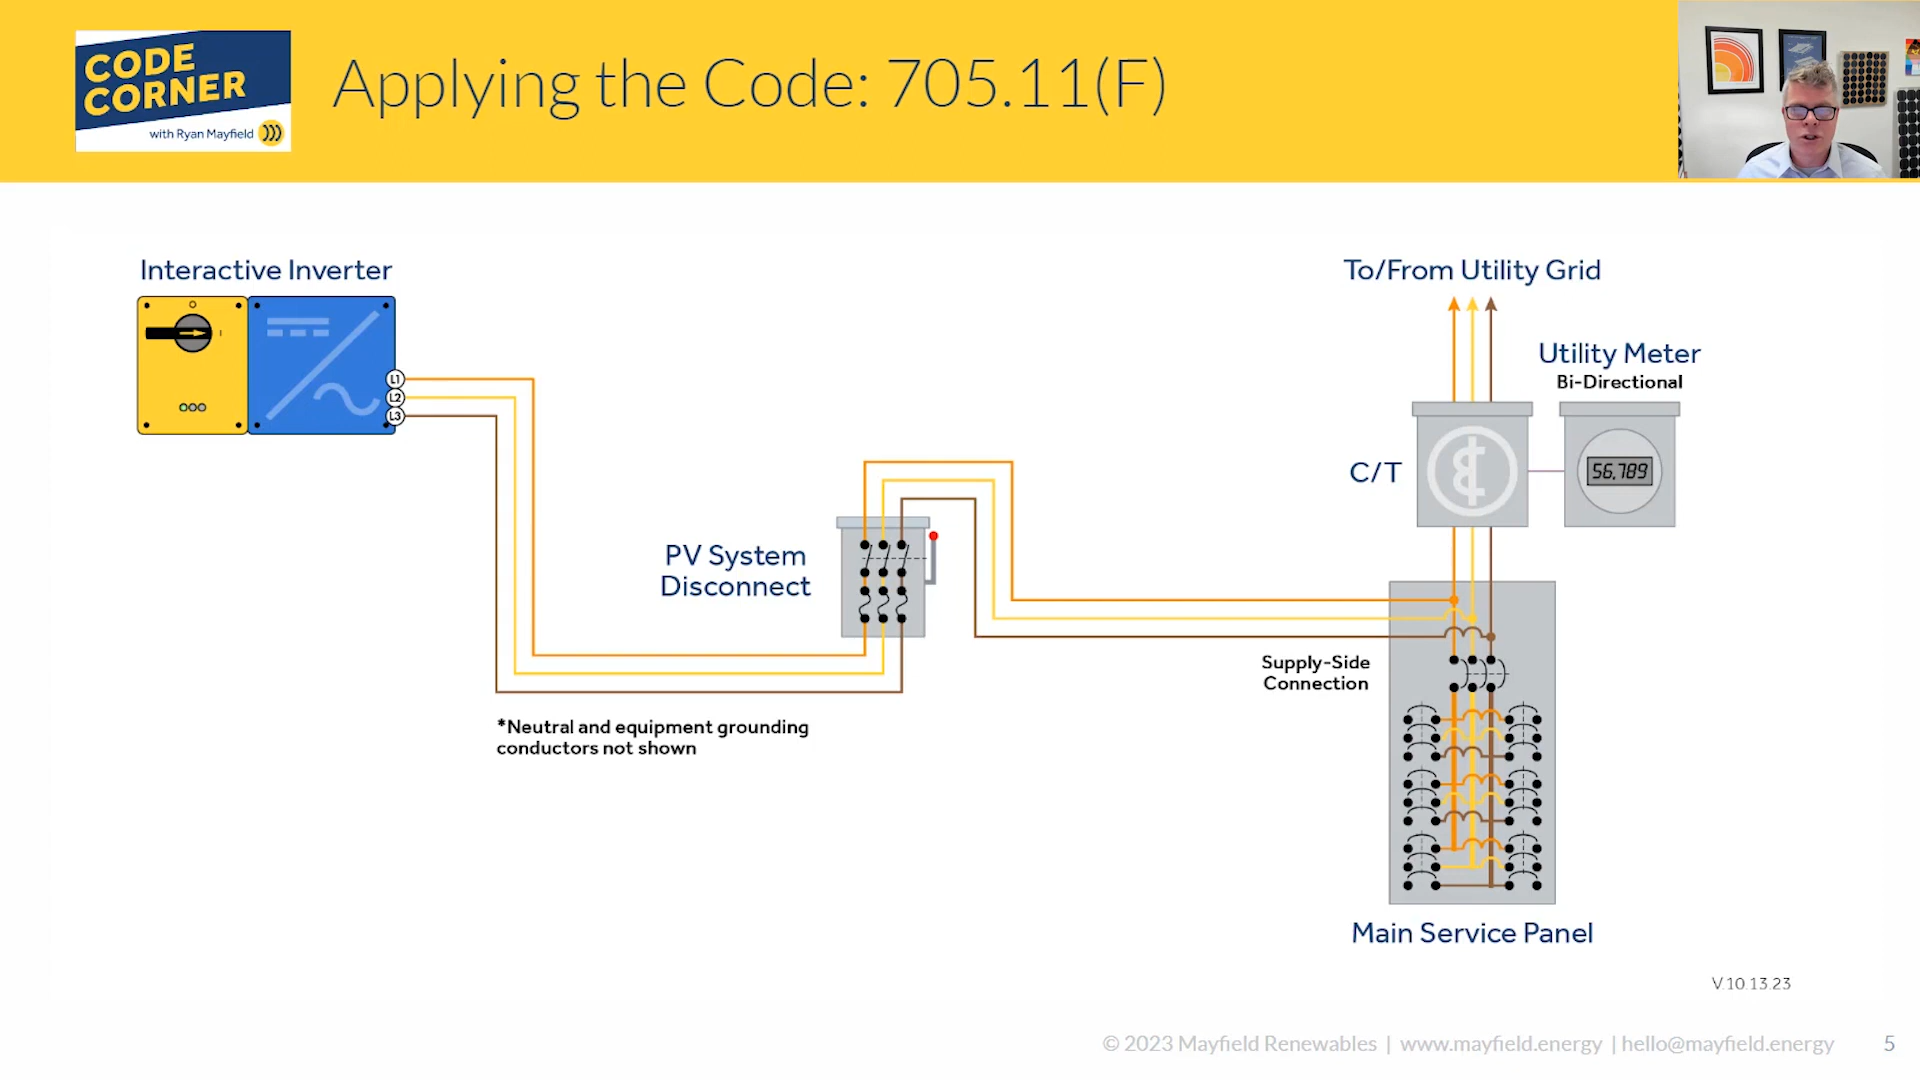 CODE
CORNER
with Ryan Mayfield
Applying the Code: 705.11(F)
Interactive Inverter
L1
L2
L3
PV System
Disconnect
*Neutral and equipment grounding
conductors not shown
To/From Utility Grid
Utility Meter
Bi-Directional
C/T
56,789
Supply-Side
Connection
Main Service Panel
V.10.13.23
© 2023 Mayfield Renewables | www.mayfield.energy | hello@mayfield.energy 5